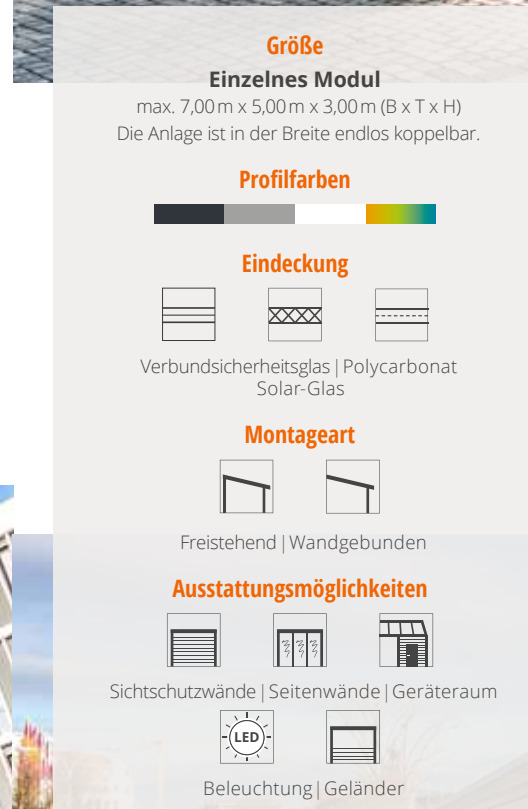 Größe
Einzelnes Modul
max. 7,00 m x 5,00 m x 3,00 m (B x T x H)
Die Anlage ist in der Breite endlos koppelbar.
Profilfarben
Eindeckung
Verbundsicherheitsglas | Polycarbonat
Solar-Glas
Montageart
Freistehend | Wandgebunden
Ausstattungsmöglichkeiten
Sichtschutzwände | Seitenwände | Geräteraum
LED
Beleuchtung | Geländer